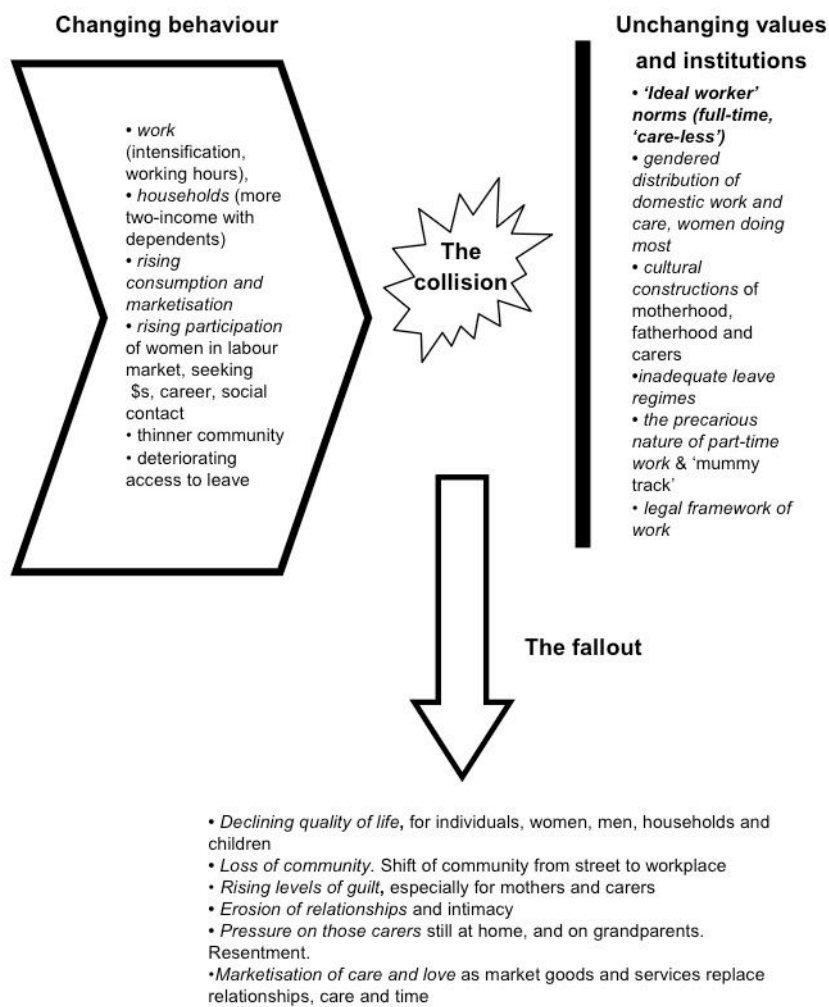 Changing behaviour
• work
(intensification,
working hours),
• households (more
two-income with
dependents)
• rising
consumption and
marketisation
• rising participation
of women in labour
market, seeking
$s, career, social
contact
• thinner community
• deteriorating
access to leave
The
collision
Unchanging values
and institutions
• ‘Ideal worker’
norms (full-time,
‘care-less’)
• gendered
distribution of
domestic work and
care, women doing
most
• cultural
constructions of
motherhood,
fatherhood and
carers
•inadequate leave
regimes
• the precarious
nature of part-time
work & ‘mummy
track’
• legal framework of
work
The fallout
• Declining quality of life, for individuals, women, men, households and
children
• Loss of community. Shift of community from street to workplace
• Rising levels of guilt, especially for mothers and carers
• Erosion of relationships and intimacy
• Pressure on those carers still at home, and on grandparents.
Resentment.
•Marketisation of care and love as market goods and services replace
relationships, care and time